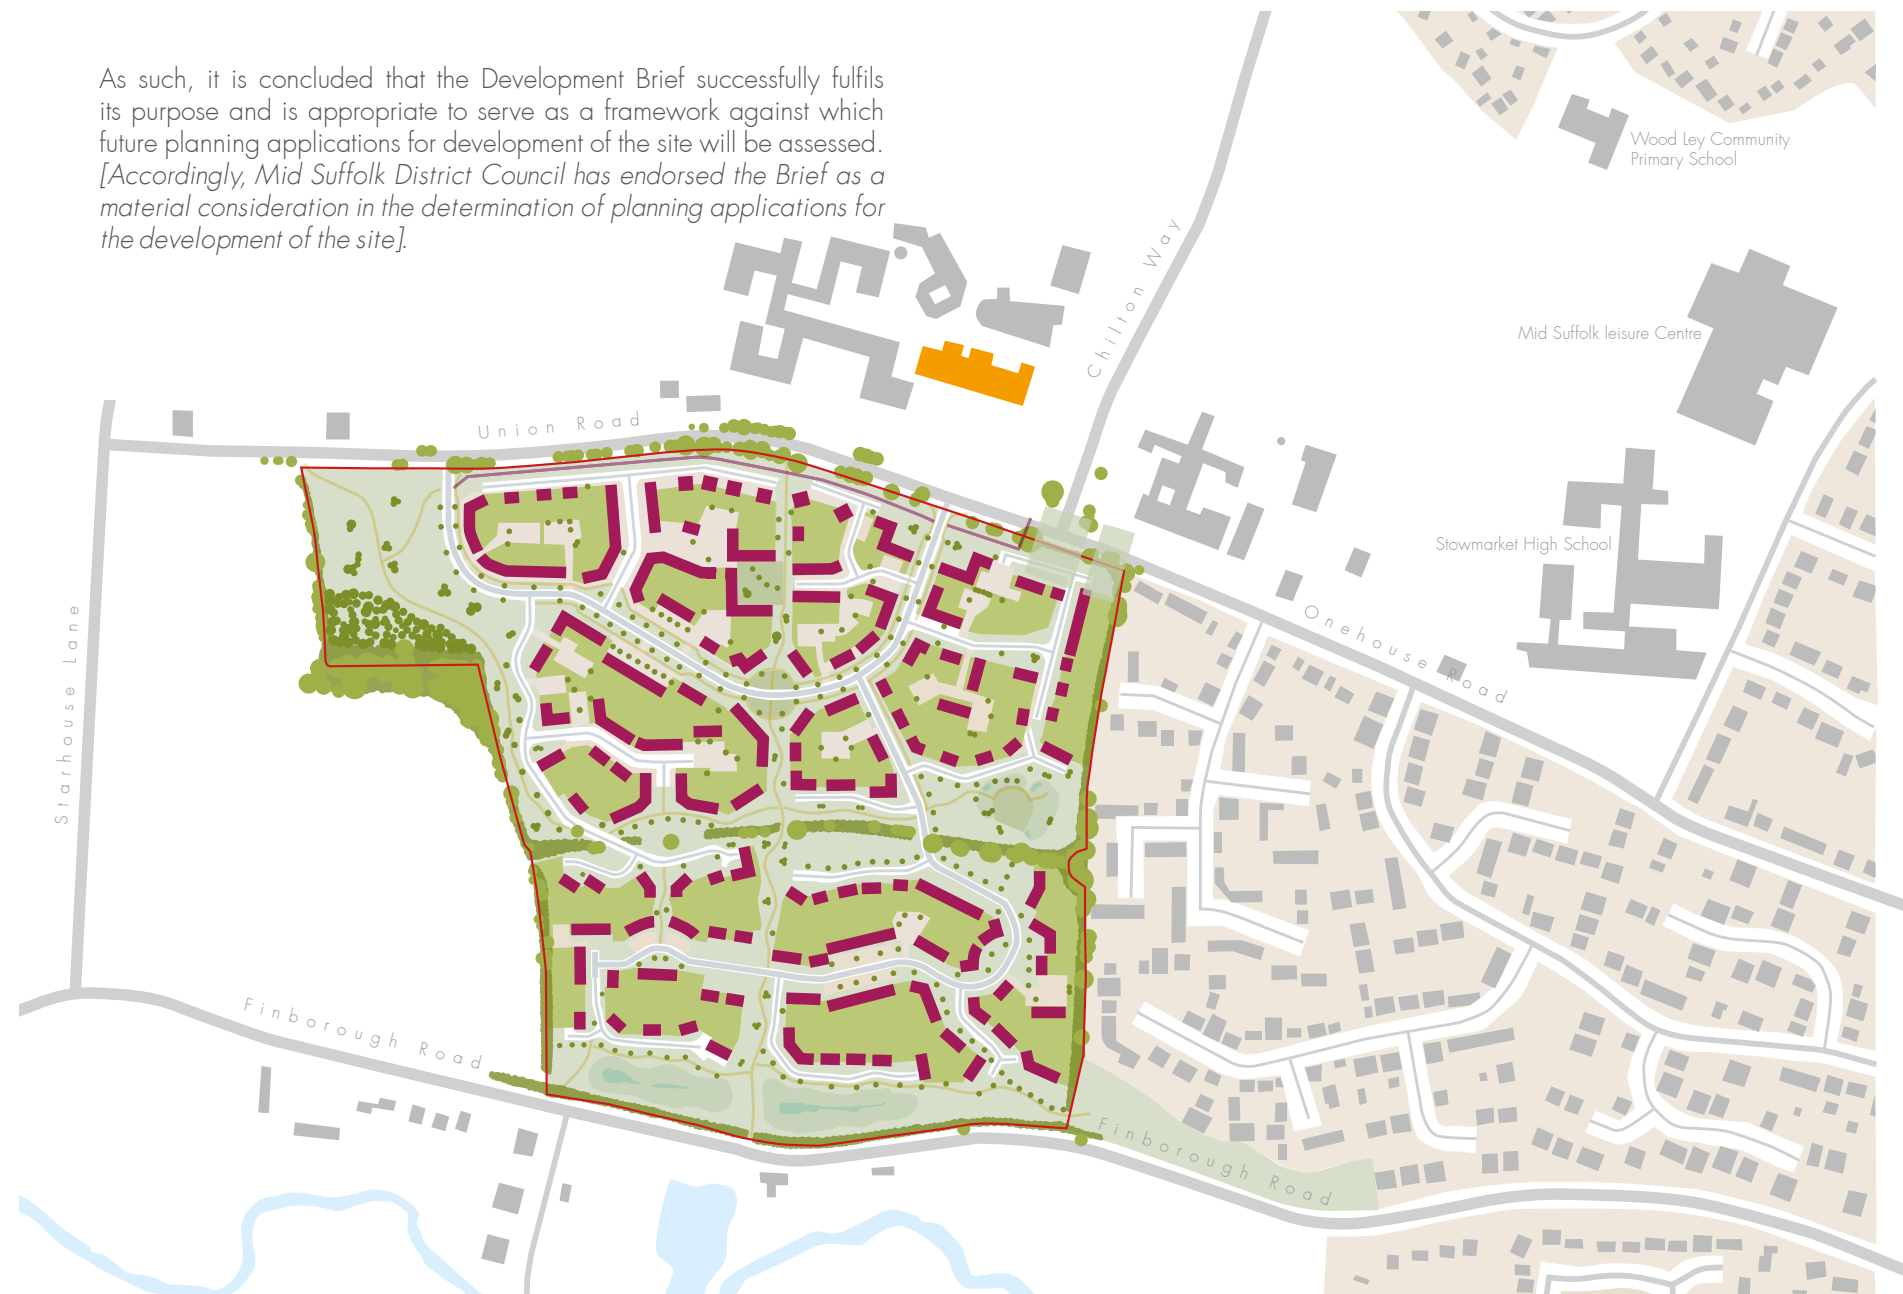 As such, it is concluded that the Development Brief successfully fulfils
its purpose and is appropriate to serve as a framework against which
future planning applications for development of the site will be assessed.
[Accordingly, Mid Suffolk District Council has endorsed the Brief as a
material consideration in the determination of planning applications for
the development of the site].
Wood Ley Community
Primary School
Chilton Way
Mid Suffolk leisure Centre
Union Road
Stowmarket High School
Onehouse Road
Starhouse Lane
Finborough Road
Finborough Road